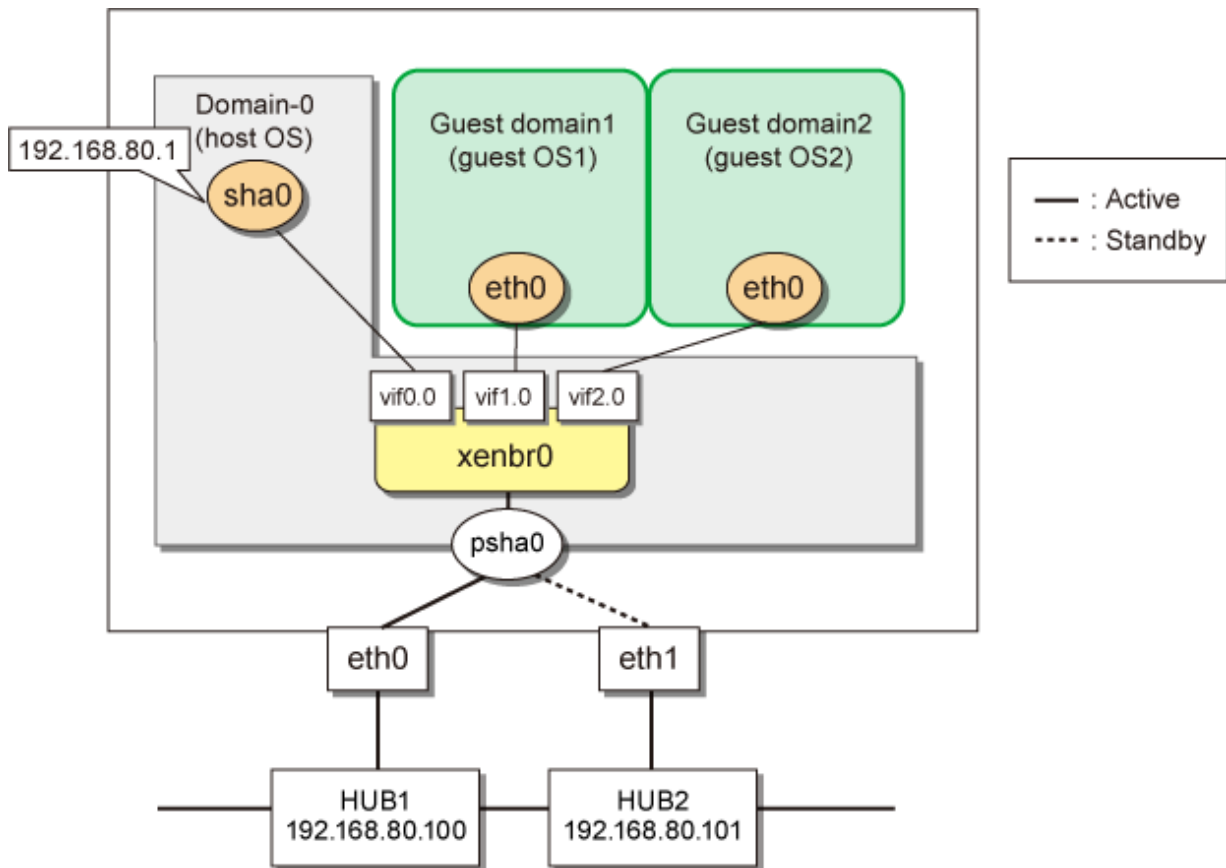 Domain-0
(host OS)
192.168.80.1
sha0
Guest domain1
(guest OS1)
eth0
Guest domain2
(guest OS2)
eth0
: Active
: Standby
vif0.0
vif1.0
vif2.0
xenbr0
psha0
eth0
eth1
HUB1
192.168.80.100
HUB2
192.168.80.101